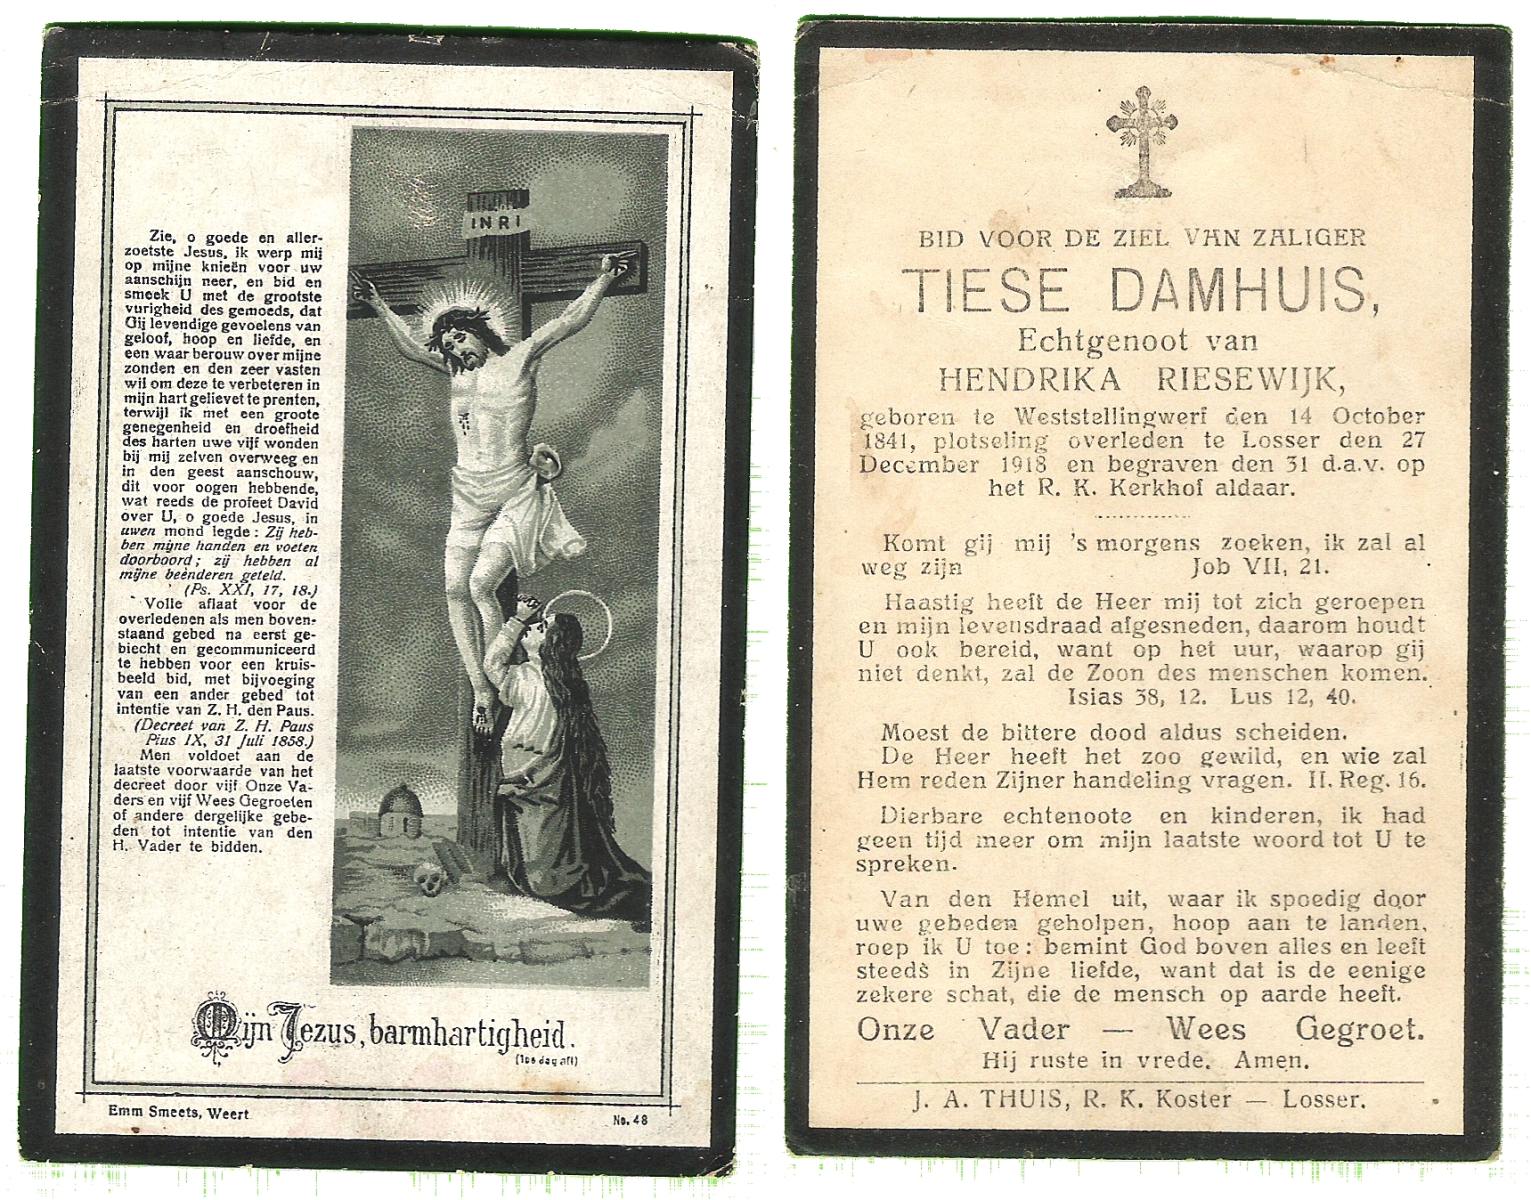 Zie, o goede en aller-
zoetste Jesus, ik werp mij
op mijne knieën voor uw
aanschijn neer, en bid en
smeek U met de grootste
vurigheid des gemoeds, dat
Gij levendige gevoelens van
geloof, hoop en liefde, en
een waar berouw over mijne
zonden en den zeer vasten
wil om deze te verbeteren in
mijn hart gelievet te prenten,
terwijl ik met een groote
genegenheid en droefheid
des harten uwe vijf wonden
bij mij zelven overweeg en
in den geest aanschouw,
dit voor oogen hebbende,
wat reeds de profeet David
over U, o goede Jesus, in
uwen mond legde: Zij heb-
ben mijne handen en voeten
doorboord; zij hebben al
mijne beenderen geteld.
(Ps. XXI, 17, 18.)
Volle aflaat voor de
overledenen als men boven-
staand gebed na eerst ge-
biecht en gecommuniceerd
te hebben voor een kruis-
beeld bid, met bijvoeging
van een ander gebed tot
intentie van Z. H. den Paus.
(Decreet van Z. H. Paus
Pius IX, 31 Juli 1858.)
Men voldoet aan de
laatste voorwaarde van het
decreet door vijf Onze Va-
ders en vijf Wees Gegroeten
of andere dergelijke gebe-
den tot intentie van den
H. Vader te bidden.
INRI
Mijn Jezus, barmhartigheid.
(100 dag afl)
Emm Smeets, Weert
No. 48
BID VOOR DE ZIEL VAN ZALIGER
TIESE DAMHUIS,
Echtgenoot van
HENDRIKA RIESEWIJK,
geboren te Weststellingwerf den 14 October
1841, plotseling overleden te Losser den 27
December 1918 en begraven den 31 d.a.v. op
het R. K. Kerkhof aldaar.
Komt gij mij 's morgens zoeken, ik zal al
weg zijn Job VII, 21.
Haastig heeft de Heer mij tot zich geroepen
en mijn levensdraad afgesneden, daarom houdt
U ook bereid, want op het uur, waarop gij
niet denkt, zal de Zoon des menschen komen.
Isias 38, 12. Lus 12, 40.
Moest de bittere dood aldus scheiden.
De Heer heeft het zoo gewild, en wie zal
Hem reden Zijner handeling vragen. II. Reg. 16.
Dierbare echtenoote en kinderen, ik had
geen tijd meer om mijn laatste woord tot U te
spreken.
Van den Hemel uit, waar ik spoedig door
uwe gebeden geholpen, hoop aan te landen,
roep ik U toe: bemint God boven alles en leeft
steeds in Zijne liefde, want dat is de eenige
zekere schat, die de mensch op aarde heeft.
Onze Vader — Wees Gegroet.
Hij ruste in vrede. Amen.
J. A. THUIS, R. K. Koster — Losser.